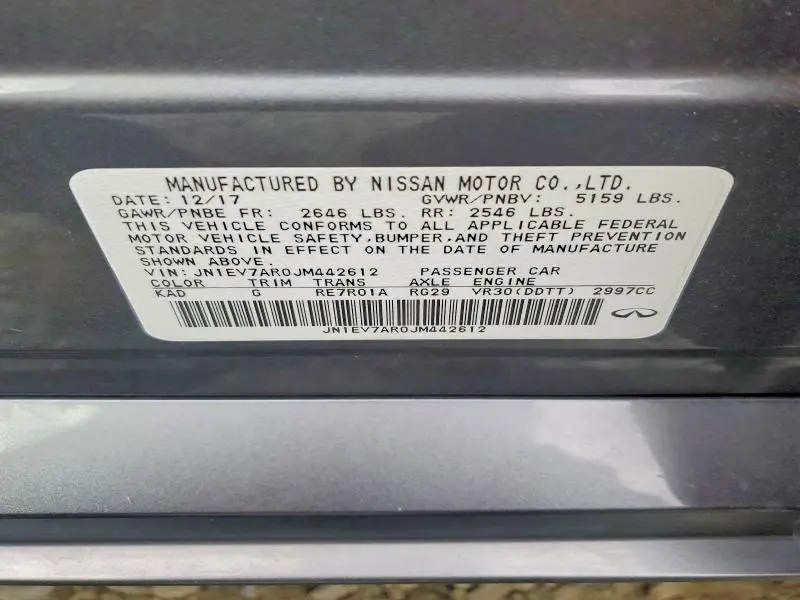 MANUFACTURED BY NISSAN MOTOR CO.,LTD.
DATE: 12/17 GVWR/PNBV: 5159 LBS.
GAWR/PNBE FR: 2646 LBS. RR: 2546 LBS.
THIS VEHICLE CONFORMS TO ALL APPLICABLE FEDERAL
MOTOR VEHICLE SAFETY,BUMPER,AND THEFT PREVENTION
STANDARDS IN EFFECT ON THE DATE OF MANUFACTURE
SHOWN ABOVE.
VIN: JN1EV7AR0JM442612 PASSENGER CAR
COLOR TRIM TRANS AXLE ENGINE
KAD G RE7R01A RG29 VR30(DDTT) 2997CC
JN1EV7AR0JM442612